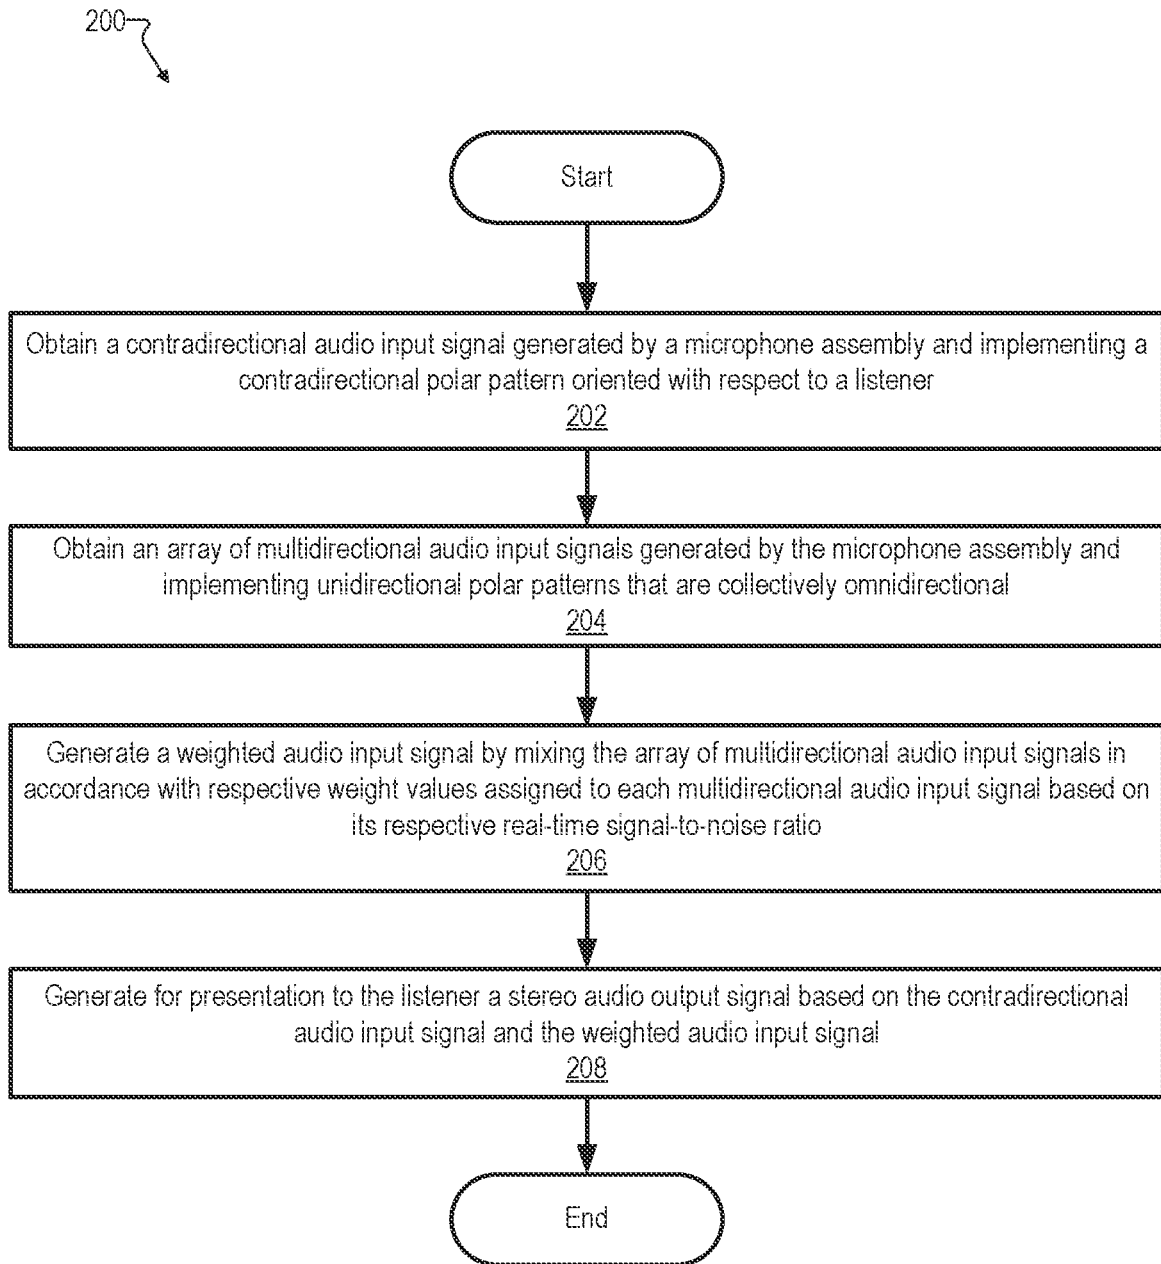 200
Start
Obtain a contradirectional audio input signal generated by a microphone assembly and implementing a
contradirectional polar pattern oriented with respect to a listener
202
Obtain an array of multidirectional audio input signals generated by the microphone assembly and
implementing unidirectional polar patterns that are collectively omnidirectional
204
Generate a weighted audio input signal by mixing the array of multidirectional audio input signals in
accordance with respective weight values assigned to each multidirectional audio input signal based on
its respective real-time signal-to-noise ratio
206
Generate for presentation to the listener a stereo audio output signal based on the contradirectional
audio input signal and the weighted audio input signal
208
End